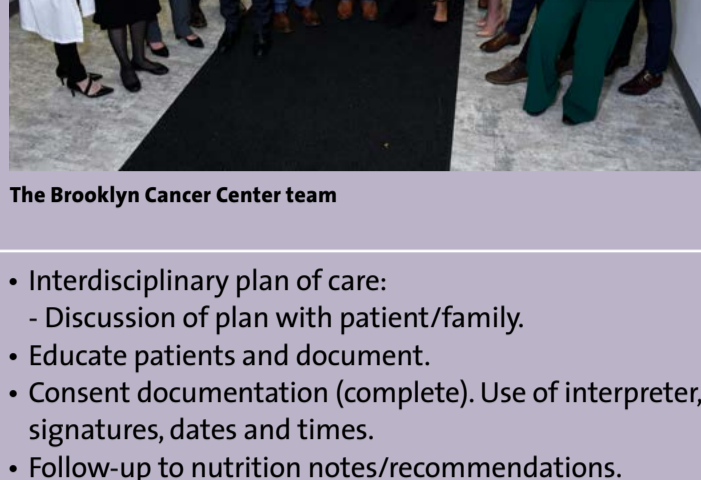 The Brooklyn Cancer Center team
• Interdisciplinary plan of care:
- Discussion of plan with patient/family.
• Educate patients and document.
• Consent documentation (complete). Use of interpreter,
signatures, dates and times.
• Follow-up to nutrition notes/recommendations.